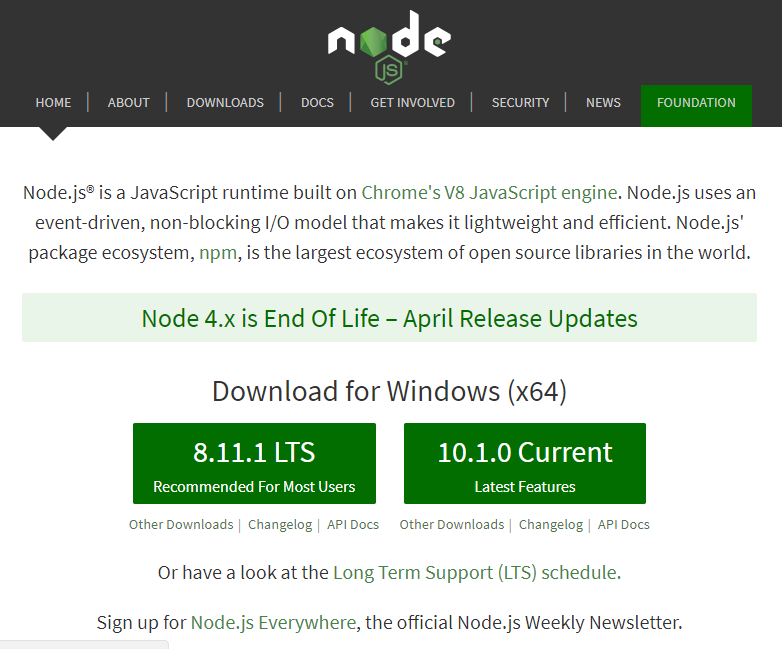 node
JS
HOME | ABOUT | DOWNLOADS | DOCS | GET INVOLVED | SECURITY | NEWS FOUNDATION
Node.js® is a JavaScript runtime built on Chrome's V8 JavaScript engine. Node.js uses an
event-driven, non-blocking I/O model that makes it lightweight and efficient. Node.js'
package ecosystem, npm, is the largest ecosystem of open source libraries in the world.
Node 4.x is End Of Life – April Release Updates
Download for Windows (x64)
8.11.1 LTS
Recommended For Most Users
10.1.0 Current
Latest Features
Other Downloads | Changelog | API Docs
Other Downloads | Changelog | API Docs
Or have a look at the Long Term Support (LTS) schedule.
Sign up for Node.js Everywhere, the official Node.js Weekly Newsletter.